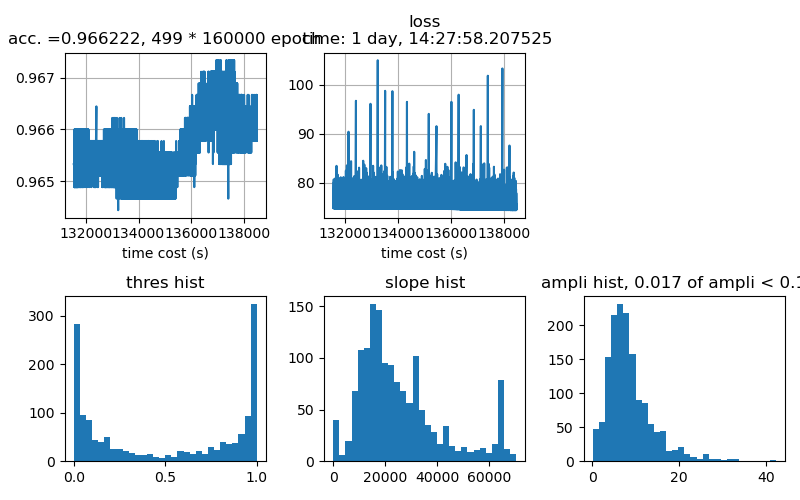 loss
acc. =0.966222, 499 * 160000 epoch
time: 1 day, 14:27:58.207525
0.967
0.966
0.965
132000 134000 136000 138000
time cost (s)
100
90
80
132000 134000 136000 138000
time cost (s)
thres hist
300
200
100
0
0.0 0.5 1.0
slope hist
150
100
50
0
0 20000 40000 60000
ampli hist, 0.017 of ampli < 0.1
200
150
100
50
0
0 20 40